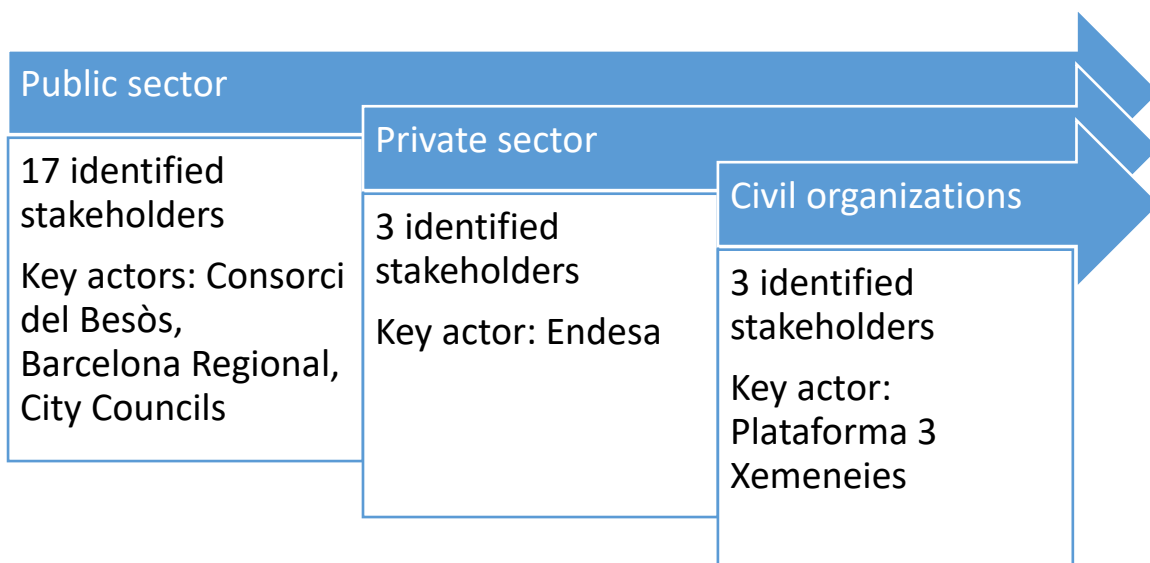 Public sector
17 identified
stakeholders
Key actors: Consorci
del Besòs,
Barcelona Regional,
City Councils
Private sector
3 identified
stakeholders
Key actor: Endesa
Civil organizations
3 identified
stakeholders
Key actor:
Plataforma 3
Xemeneies